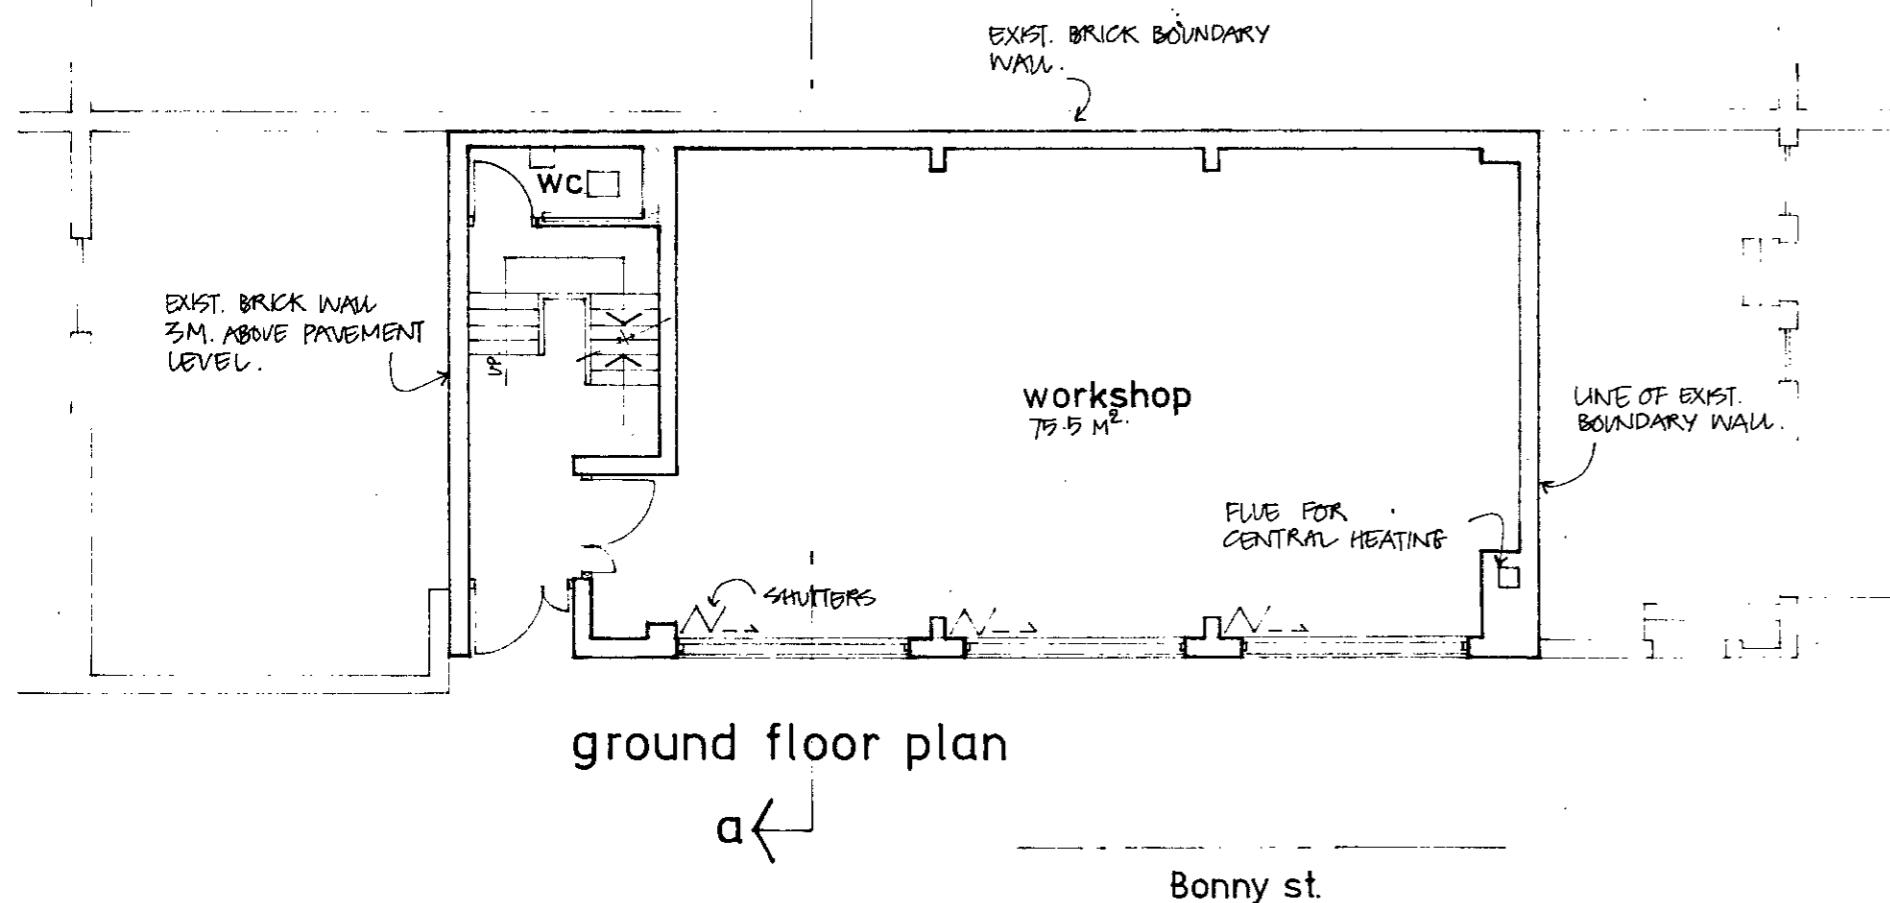 EXIST. BRICK BOUNDARY
WALL.
WC
EXIST. BRICK WALL
3M. ABOVE PAVEMENT
LEVEL.
UP
workshop
75.5 M².
LINE OF EXIST.
BOUNDARY WALL.
FLUE FOR
CENTRAL HEATING
SHUTTERS
ground floor plan
a
Bonny st.